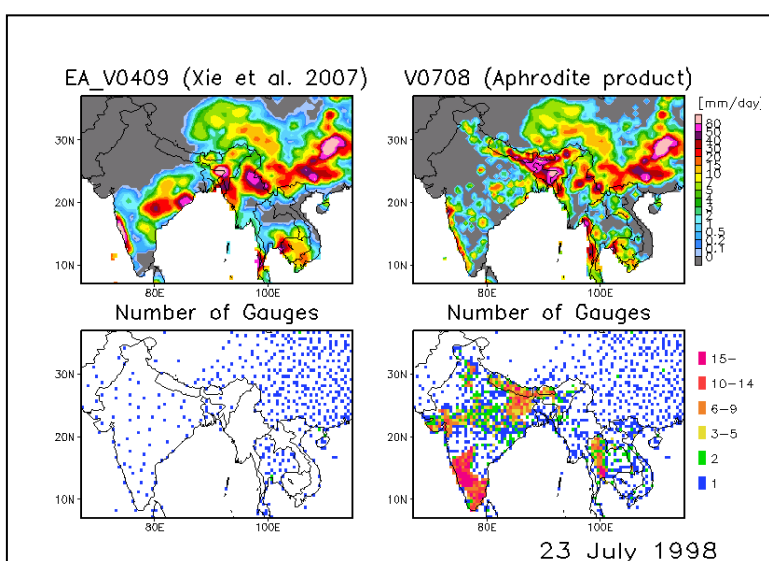 EA_V0409 (Xie et al. 2007)
V0708 (Aphrodite product)
[mm/day]
30N
20N
10N
80E
100E
30N
20N
10N
80E
100E
80
50
40
30
20
15
10
7
5
4
3
2
1
0.5
0.2
0.1
0
Number of Gauges
Number of Gauges
30N
20N
10N
80E
100E
30N
20N
10N
80E
100E
15-
10-14
6-9
3-5
2
1
23 July 1998